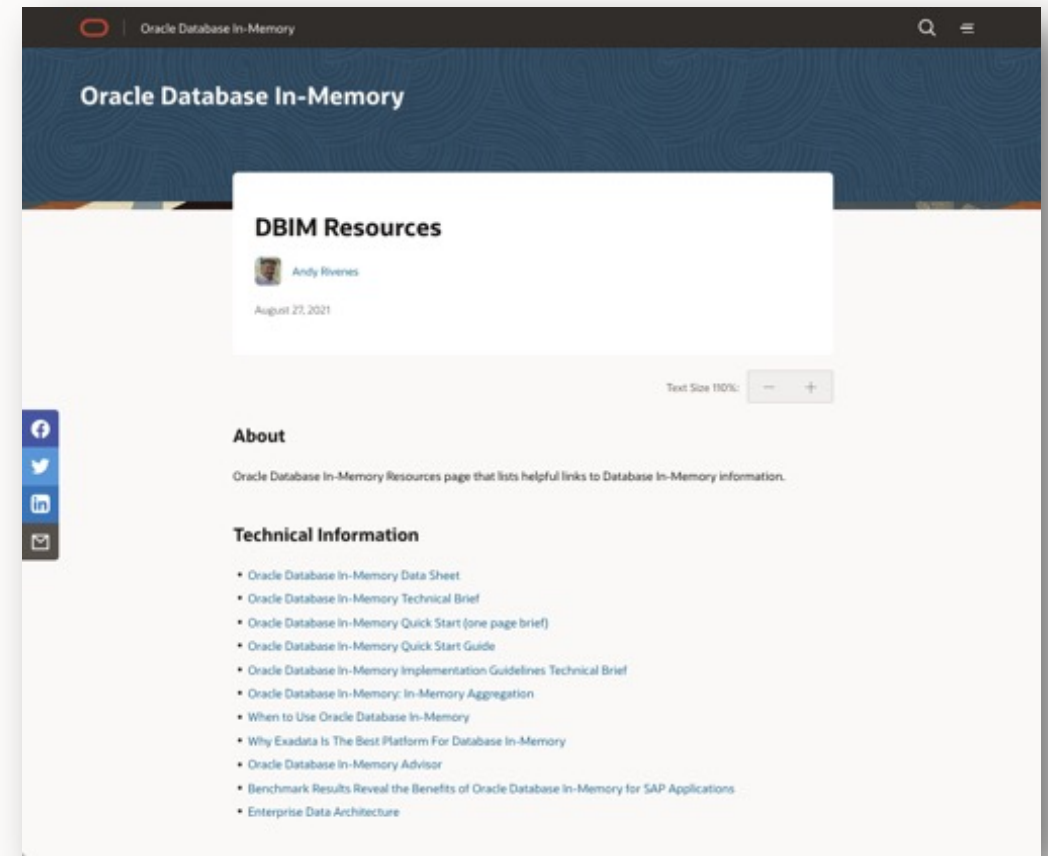 Oracle Database In-Memory
Oracle Database In-Memory
DBIM Resources
Andy Rivenes
August 27, 2021
Text Size 110%:
About
Oracle Database In-Memory Resources page that lists helpful links to Database In-Memory information.
Technical Information
• Oracle Database In-Memory Data Sheet
• Oracle Database In-Memory Technical Brief
• Oracle Database In-Memory Quick Start (one page brief)
• Oracle Database In-Memory Quick Start Guide
• Oracle Database In-Memory Implementation Guidelines Technical Brief
• Oracle Database In-Memory: In-Memory Aggregation
• When to Use Oracle Database In-Memory
• Why Exadata Is The Best Platform For Database In-Memory
• Oracle Database In-Memory Advisor
• Benchmark Results Reveal the Benefits of Oracle Database In-Memory for SAP Applications
• Enterprise Data Architecture